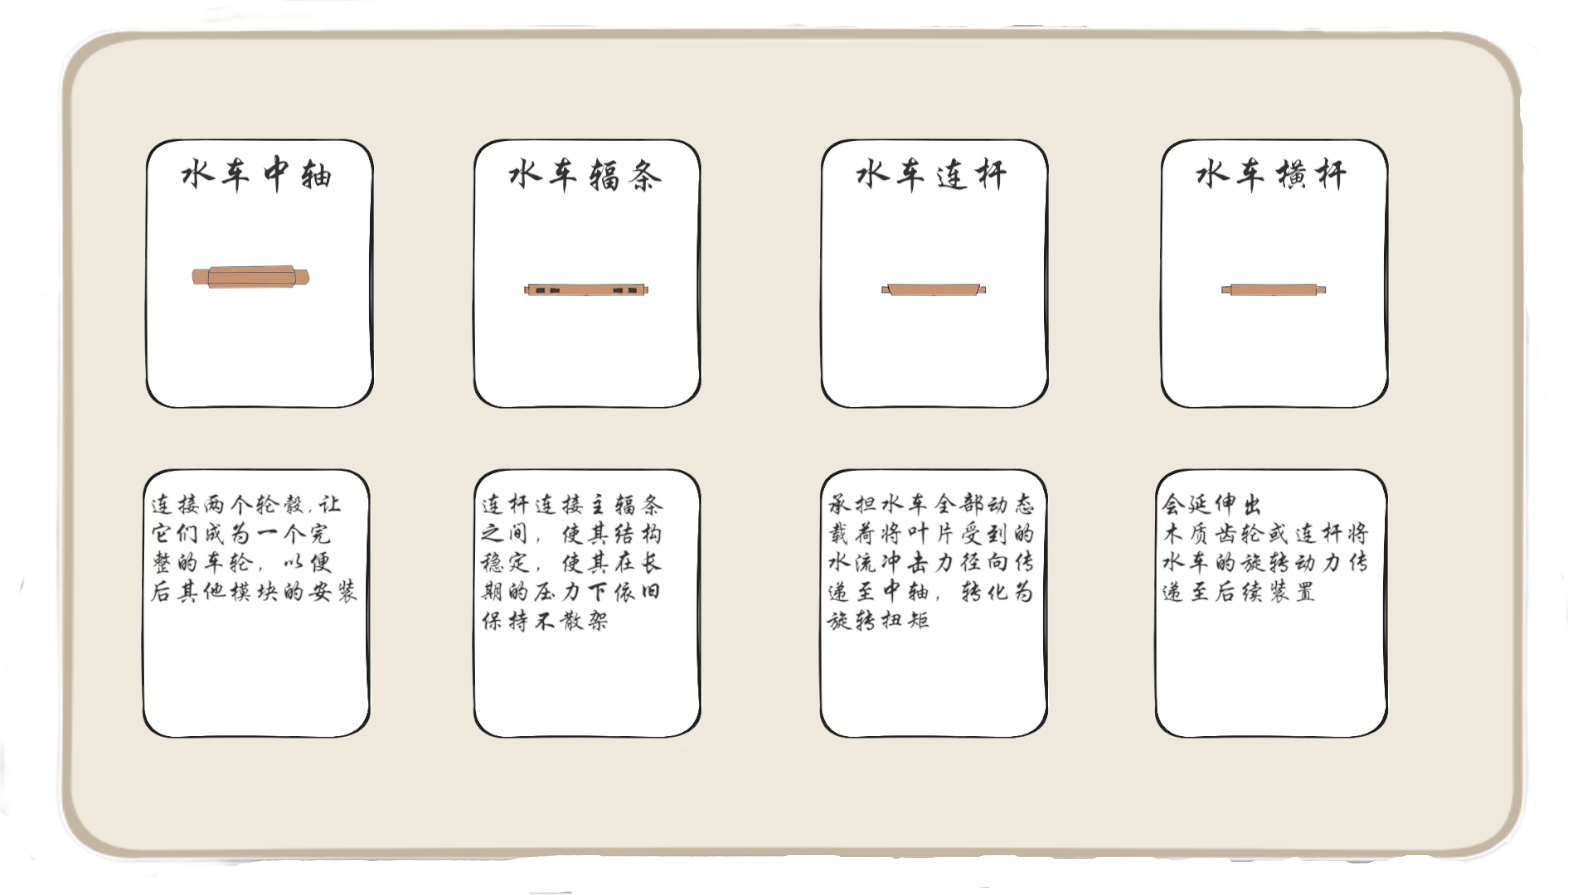 水车中轴
水车辐条
水车连杆
水车横杆
连接两个轮毂,让
它们成为一个完
整的车轮，以便
后其他模块的安装
连杆连接主辐条
之间，使其结构
稳定，使其在长
期的压力下依旧
保持不散架
承担水车全部动态
载荷将叶片受到的
水流冲击力径向传
递至中轴，转化为
旋转扭矩
会延伸出
木质齿轮或连杆将
水车的旋转动力传
递至后续装置